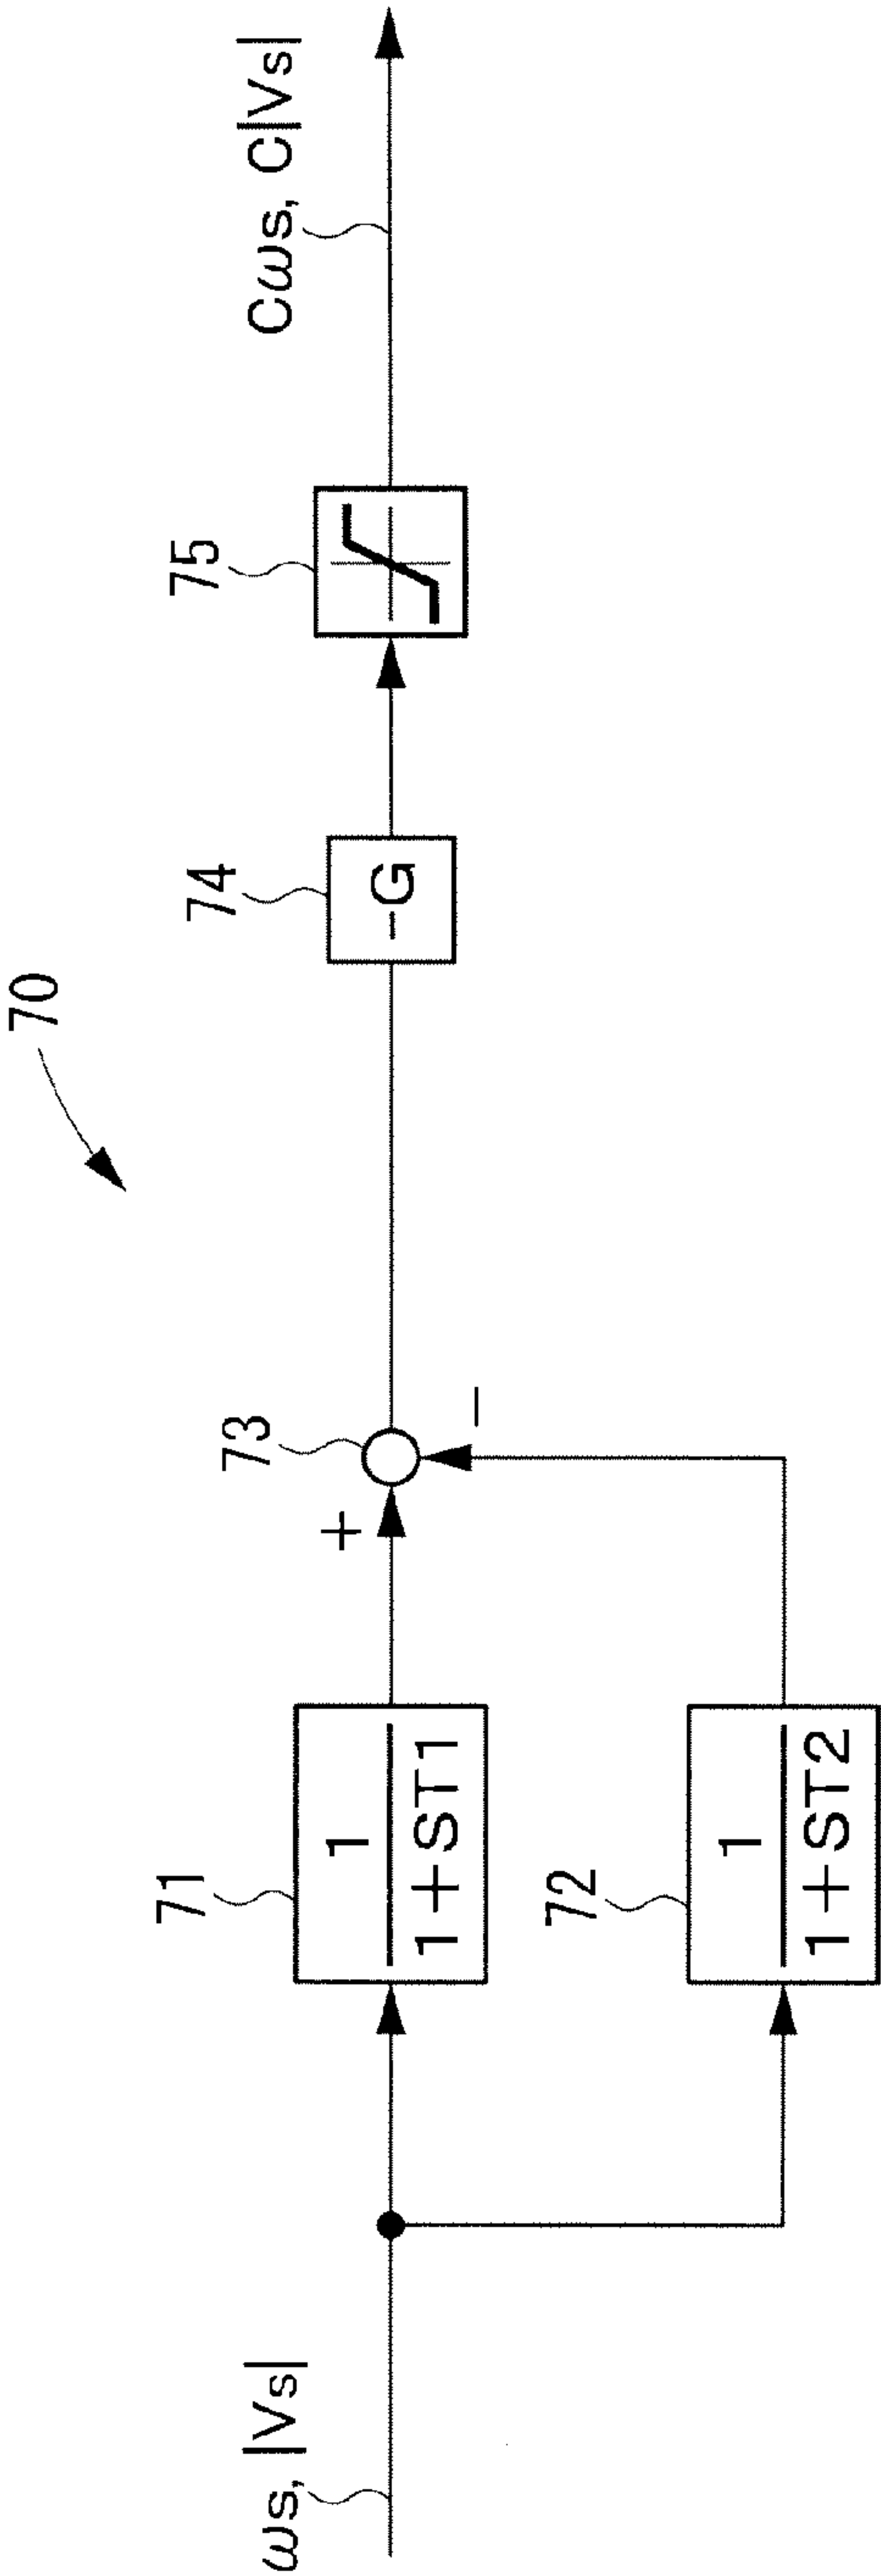 70
ωs, |Vs|
71
1
1+ST1
72
1
1+ST2
+
−
73
74
-G
75
Cωs, C|Vs|